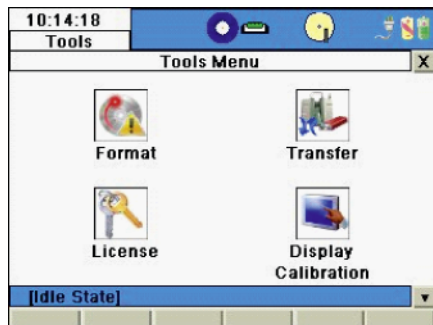 10:14:18
Tools
Tools Menu
X
Format
Transfer
License
Display
Calibration
[Idle State]